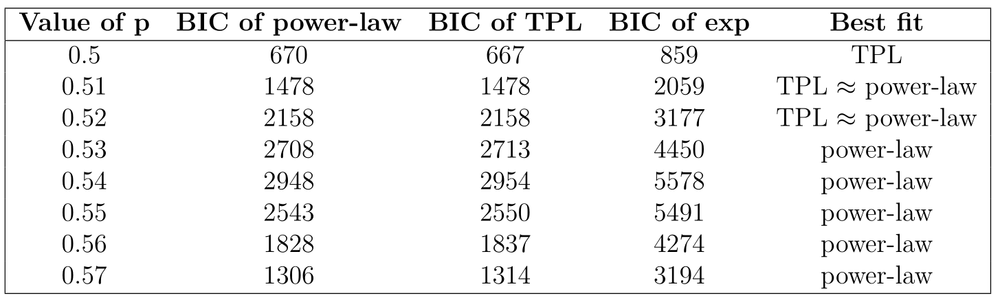 Value of p BIC of power-law BIC of TPL BIC of exp Best fit
0.5 670 667 859 TPL
0.51 1478 1478 2059 TPL ≈ power-law
0.52 2158 2158 3177 TPL ≈ power-law
0.53 2708 2713 4450 power-law
0.54 2948 2954 5578 power-law
0.55 2543 2550 5491 power-law
0.56 1828 1837 4274 power-law
0.57 1306 1314 3194 power-law